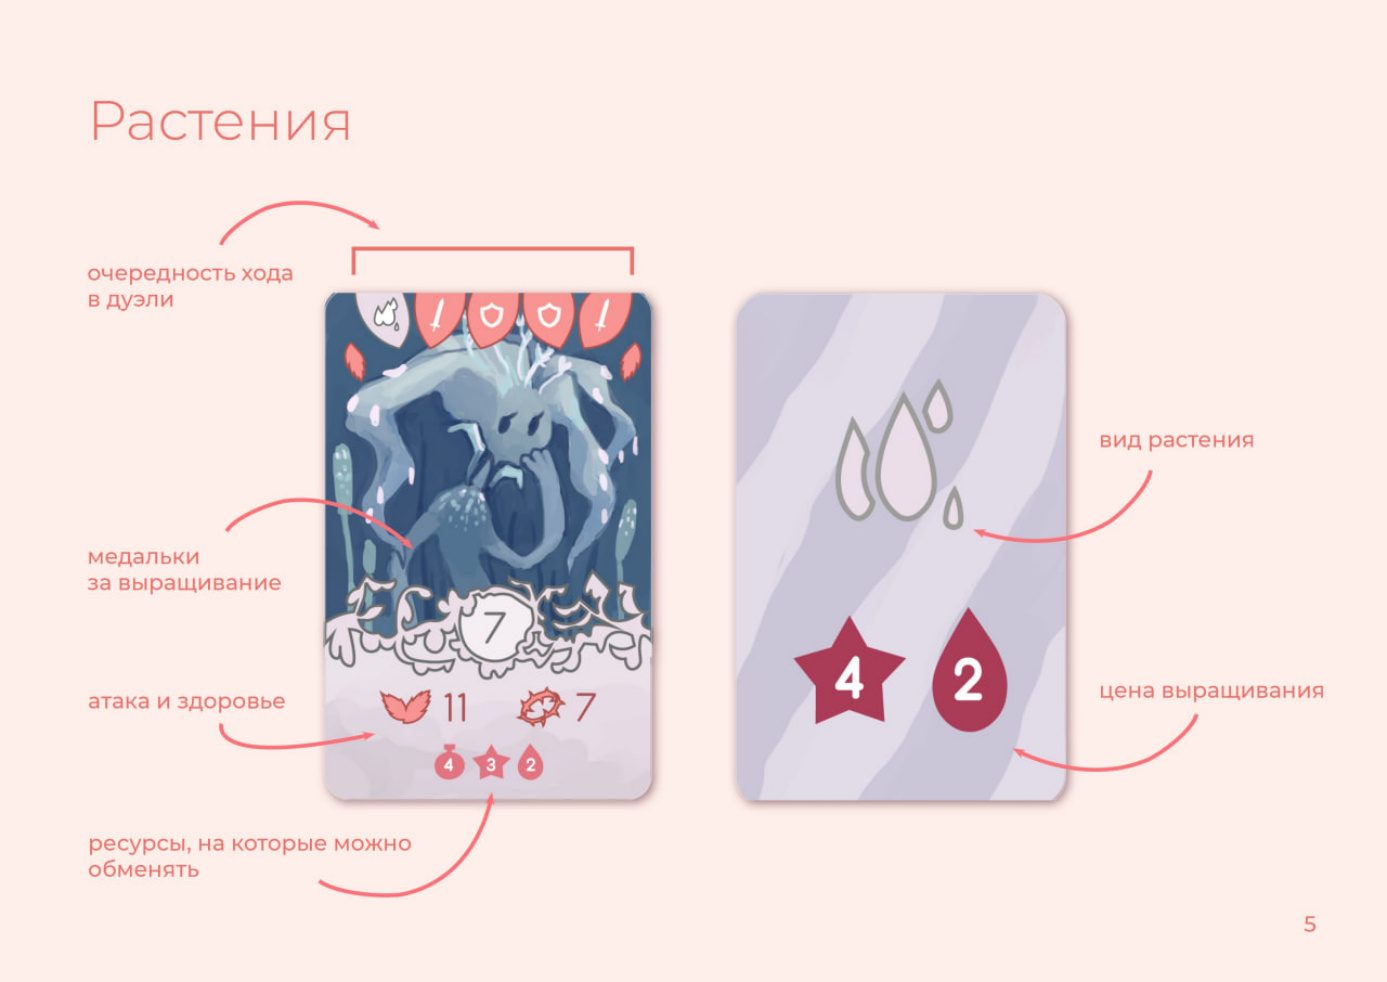 Растения
очередность хода
в дуэли
медальки
за выращивание
7
атака и здоровье
11 7
4 3 2
ресурсы, на которые можно
обменять
вид растения
4 2
цена выращивания
5